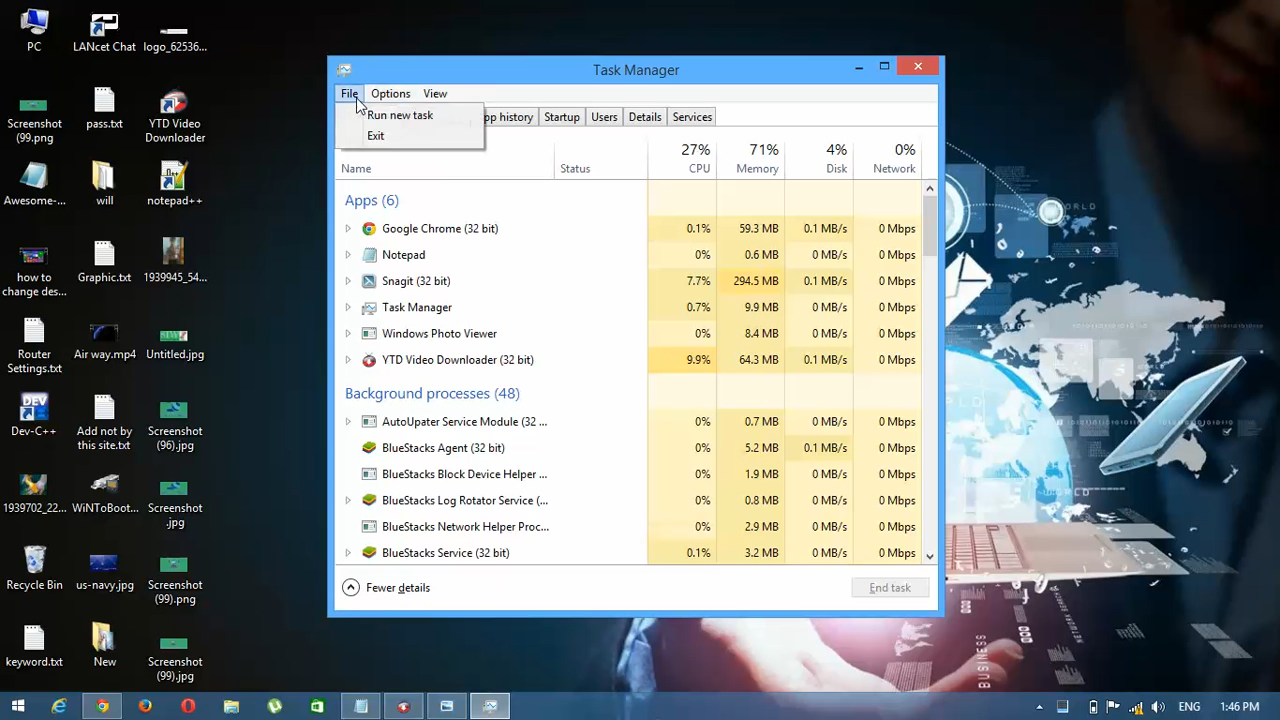 PC
LANcet Chat
logo_62536...
Screenshot (99.png
pass.txt
YTD Video Downloader
Awesome-...
will
notepad++
how to change des...
Graphic.txt
1939945_54...
Router Settings.txt
Air way.mp4
Untitled.jpg
Dev-C++
Add not by this site.txt
Screenshot (96).jpg
1939702_22...
WiNToBoot...
Screenshot .jpg
Recycle Bin
us-navy.jpg
Screenshot (99).png
keyword.txt
New
Screenshot (99).jpg
Task Manager
File Options View
Run new task
Exit
pp history Startup Users Details Services
27% 71% 4% 0%
Name Status CPU Memory Disk Network
Apps (6)
Google Chrome (32 bit) 0.1% 59.3 MB 0.1 MB/s 0 Mbps
Notepad 0% 0.6 MB 0 MB/s 0 Mbps
Snagit (32 bit) 7.7% 294.5 MB 0.1 MB/s 0 Mbps
Task Manager 0.7% 9.9 MB 0 MB/s 0 Mbps
Windows Photo Viewer 0% 8.4 MB 0 MB/s 0 Mbps
YTD Video Downloader (32 bit) 9.9% 64.3 MB 0.1 MB/s 0 Mbps
Background processes (48)
AutoUpater Service Module (32 ... 0% 0.7 MB 0 MB/s 0 Mbps
BlueStacks Agent (32 bit) 0% 5.2 MB 0.1 MB/s 0 Mbps
BlueStacks Block Device Helper ... 0% 1.9 MB 0 MB/s 0 Mbps
BlueStacks Log Rotator Service (... 0% 0.8 MB 0 MB/s 0 Mbps
BlueStacks Network Helper Proc... 0% 2.9 MB 0 MB/s 0 Mbps
BlueStacks Service (32 bit) 0.1% 3.2 MB 0 MB/s 0 Mbps
Fewer details
End task
WORLD
WORLD
BUSINESS
ENG
1:46 PM